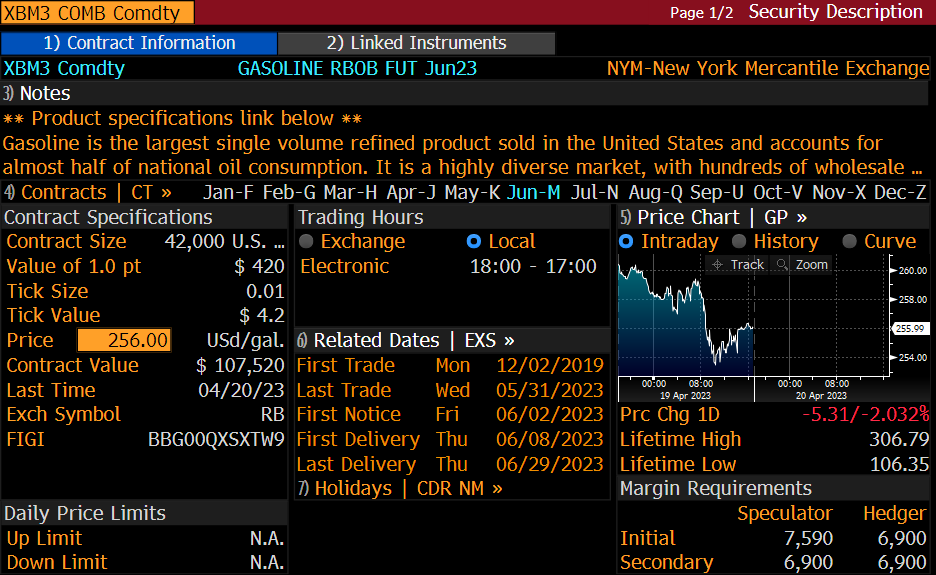 XBM3 COMB Comdty Page 1/2 Security Description
1) Contract Information 2) Linked Instruments
XBM3 Comdty GASOLINE RBOB FUT Jun23 NYM-New York Mercantile Exchange
3) Notes
** Product specifications link below **
Gasoline is the largest single volume refined product sold in the United States and accounts for
almost half of national oil consumption. It is a highly diverse market, with hundreds of wholesale …
4) Contracts | CT » Jan-F Feb-G Mar-H Apr-J May-K Jun-M Jul-N Aug-Q Sep-U Oct-V Nov-X Dec-Z
Contract Specifications
Contract Size 42,000 U.S. …
Value of 1.0 pt $ 420
Tick Size 0.01
Tick Value $ 4.2
Price 256.00 USd/gal.
Contract Value $ 107,520
Last Time 04/20/23
Exch Symbol RB
FIGI BBG00QXSXTW9
Daily Price Limits
Up Limit N.A.
Down Limit N.A.
Trading Hours
Exchange Local
Electronic 18:00 - 17:00
6) Related Dates | EXS »
First Trade Mon 12/02/2019
Last Trade Wed 05/31/2023
First Notice Fri 06/02/2023
First Delivery Thu 06/08/2023
Last Delivery Thu 06/29/2023
7) Holidays | CDR NM »
5) Price Chart | GP »
Intraday History Curve
Track Zoom
260.00
258.00
255.99
254.00
00:00 08:00 00:00 08:00
19 Apr 2023 20 Apr 2023
Prc Chg 1D -5.31/-2.032%
Lifetime High 306.79
Lifetime Low 106.35
Margin Requirements
Speculator Hedger
Initial 7,590 6,900
Secondary 6,900 6,900